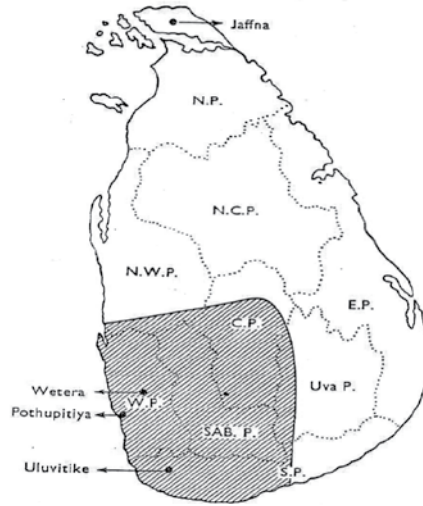 Jaffna
N.P.
N.C.P.
N.W.P.
E.P.
C.P.
Uva P.
Wetera
W.P.
Pothupitiya
SAB. P.
Uluvitike
S.P.